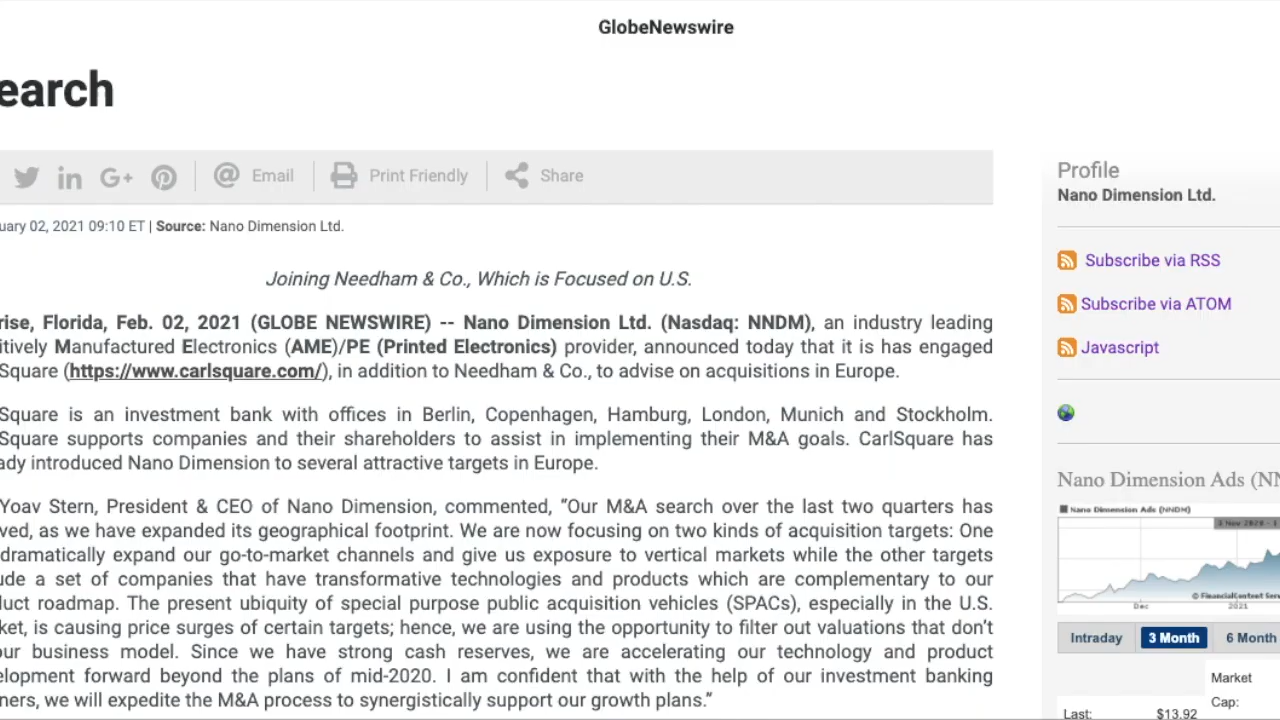 GlobeNewswire
earch
Email
Print Friendly
Share
uary 02, 2021 09:10 ET | Source: Nano Dimension Ltd.
Joining Needham & Co., Which is Focused on U.S.
rise, Florida, Feb. 02, 2021 (GLOBE NEWSWIRE) -- Nano Dimension Ltd. (Nasdaq: NNDM), an industry leading
itively Manufactured Electronics (AME)/PE (Printed Electronics) provider, announced today that it is has engaged
Square (https://www.carlsquare.com/), in addition to Needham & Co., to advise on acquisitions in Europe.
Square is an investment bank with offices in Berlin, Copenhagen, Hamburg, London, Munich and Stockholm.
Square supports companies and their shareholders to assist in implementing their M&A goals. CarlSquare has
ady introduced Nano Dimension to several attractive targets in Europe.
Yoav Stern, President & CEO of Nano Dimension, commented, “Our M&A search over the last two quarters has
ved, as we have expanded its geographical footprint. We are now focusing on two kinds of acquisition targets: One
dramatically expand our go-to-market channels and give us exposure to vertical markets while the other targets
ude a set of companies that have transformative technologies and products which are complementary to our
duct roadmap. The present ubiquity of special purpose public acquisition vehicles (SPACs), especially in the U.S.
ket, is causing price surges of certain targets; hence, we are using the opportunity to filter out valuations that don’t
our business model. Since we have strong cash reserves, we are accelerating our technology and product
elopment forward beyond the plans of mid-2020. I am confident that with the help of our investment banking
ners, we will expedite the M&A process to synergistically support our growth plans.”
Profile
Nano Dimension Ltd.
Subscribe via RSS
Subscribe via ATOM
Javascript
Nano Dimension Ads (NN
Nano Dimension Ads (NNDM)
3 Nov 2020 - 1
© FinancialContent Serv
Dec 2021
Intraday 3 Month 6 Month
Market
Cap:
Last: $13.92